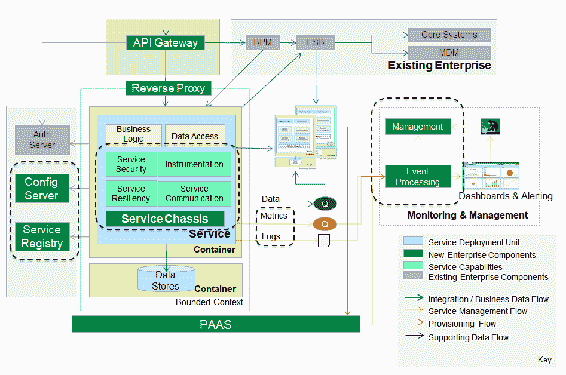 API Gateway
BPM
ESB
Core Systems
MDM
Existing Enterprise
Reverse Proxy
Auth
Server
Business
Logic
Data Access
Service
Security
Instrumentation
Service
Resiliency
Service
Communication
Service Chassis
Service
Container
Config
Server
Service
Registry
Data
Metrics
Logs
Q
Q
Management
Event
Processing
Dashboards & Alerting
Monitoring & Management
Data
Stores
Container
Bounded Context
PAAS
Service Deployment Unit
New Enterprise Components
Service Capabilities
Existing Enterprise Components
Integration / Business Data Flow
Service Management Flow
Provisioning Flow
Supporting Data Flow
Key